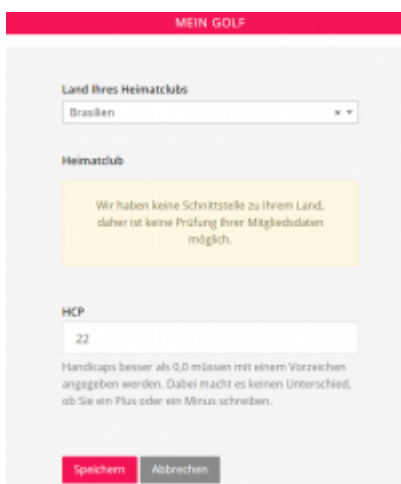 MEIN GOLF
Land Ihres Heimatclubs
Brasilien × ▾
Heimatclub
Wir haben keine Schnittstelle zu Ihrem Land,
daher ist keine Prüfung Ihrer Mitgliedsdaten
möglich.
HCP
22
Handicaps besser als 0,0 müssen mit einem Vorzeichen
angegeben werden. Dabei macht es keinen Unterschied,
ob Sie ein Plus oder ein Minus schreiben.
Speichern Abbrechen